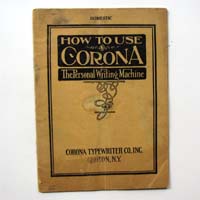 DOMESTIC
HOW TO USE
CORONA
The Personal Writing Machine
CORONA TYPEWRITER CO., INC.
GROTON, N.Y.